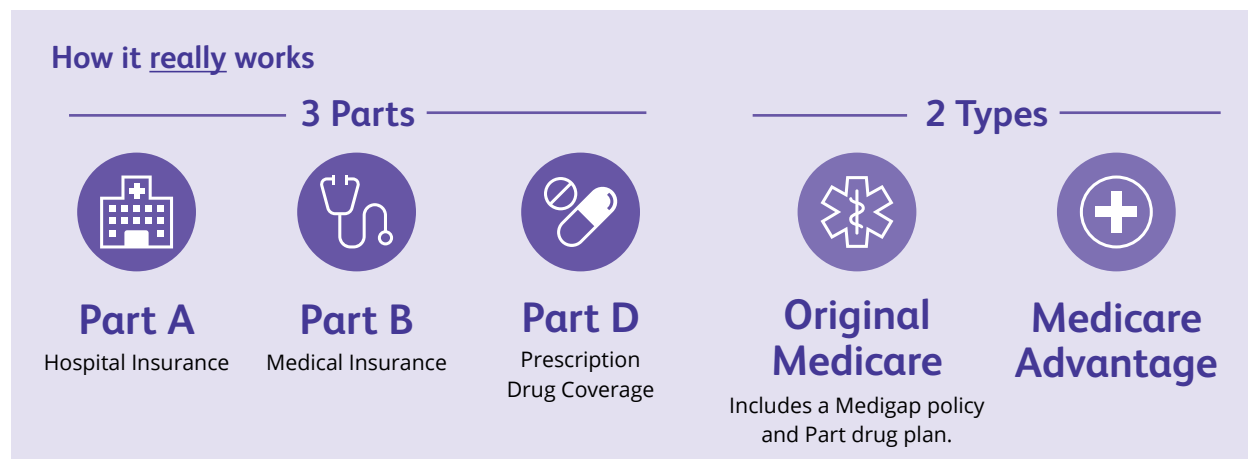 How it really works
3 Parts
2 Types
Part A
Hospital Insurance
Part B
Medical Insurance
Part D
Prescription
Drug Coverage
Original
Medicare
Includes a Medigap policy
and Part drug plan.
Medicare
Advantage